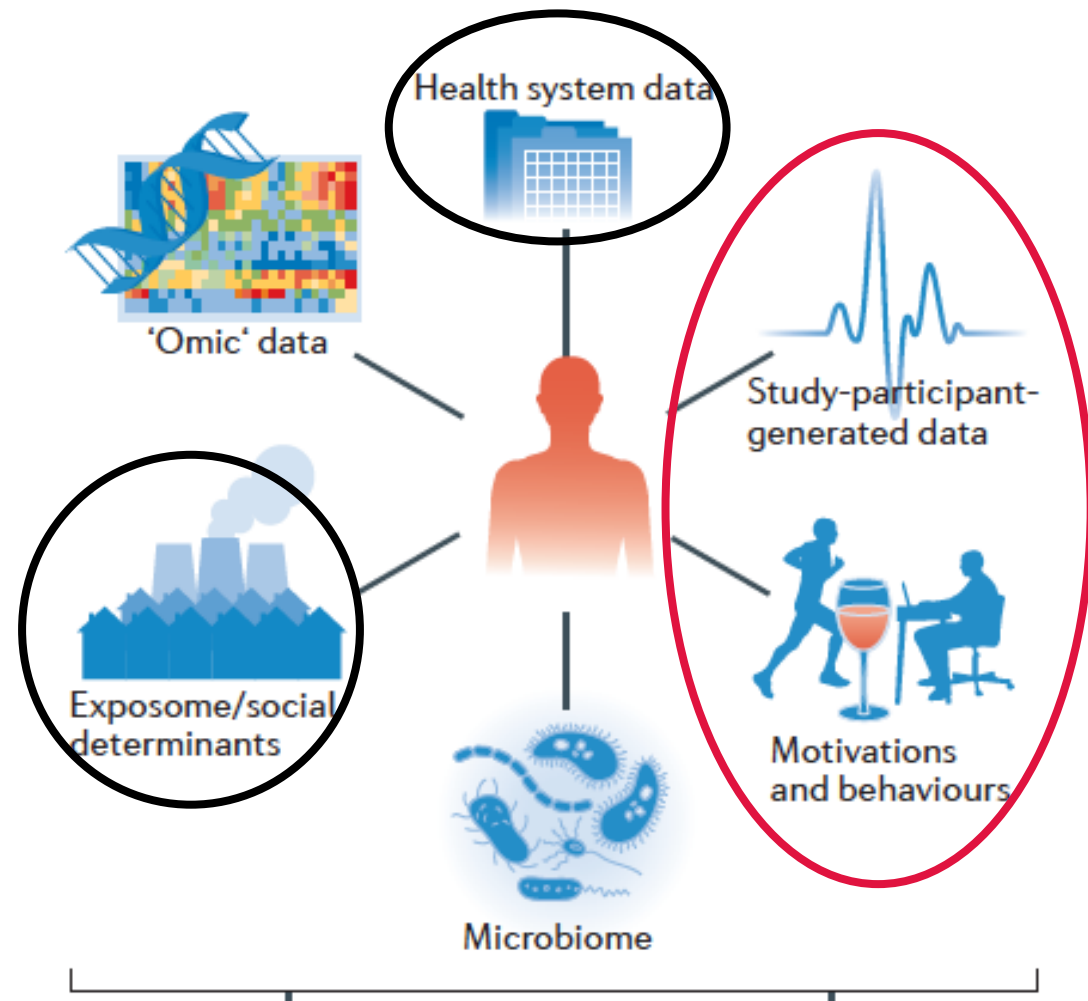 Health system data
‘Omic‘ data
Study-participant-
generated data
Exposome/social
determinants
Motivations
and behaviours
Microbiome